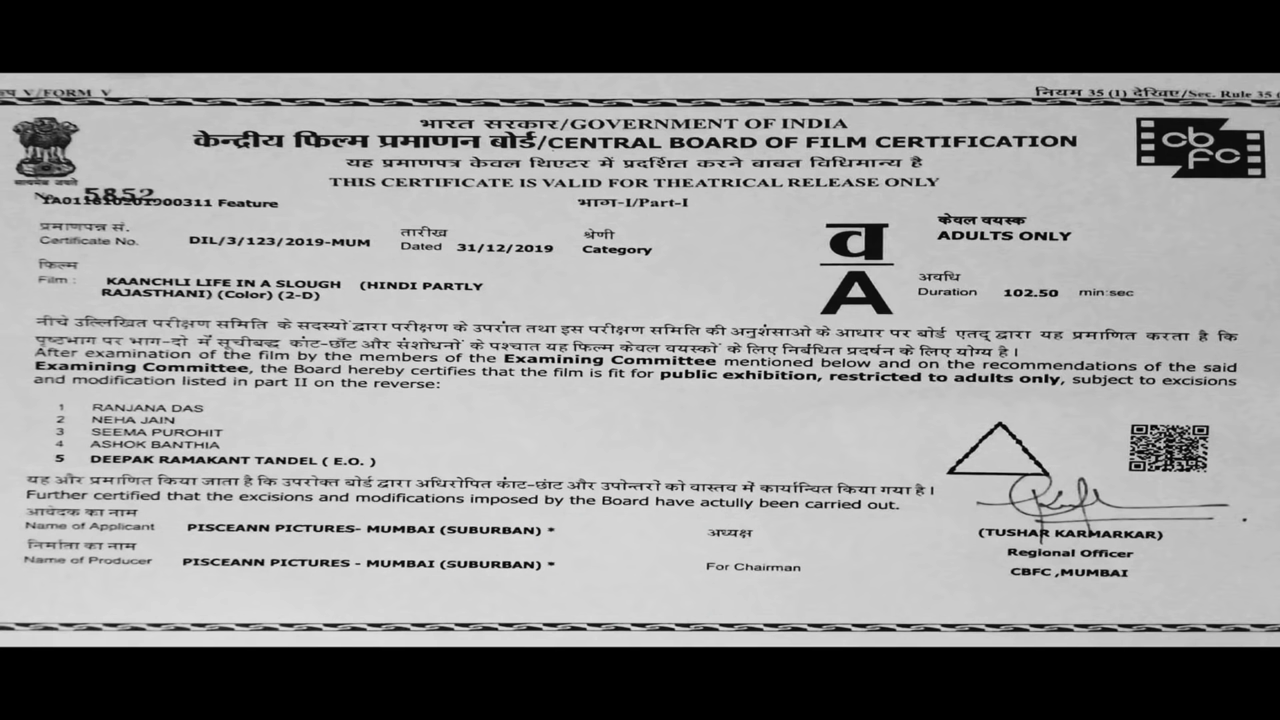 V/FORM V
नियम 35 (1) देखिए/Sec. Rule 35
भारत सरकार/GOVERNMENT OF INDIA
केन्द्रीय फिल्म प्रमाणन बोर्ड/CENTRAL BOARD OF FILM CERTIFICATION
यह प्रमाणपत्र केवल थिएटर में प्रदर्शित करने बाबत विधिमान्य है
THIS CERTIFICATE IS VALID FOR THEATRICAL RELEASE ONLY
cbfc
सत्यमेव जयते
5852
Feature
भाग-I/Part-I
प्रमाणपत्र सं.
Certificate No. DIL/3/123/2019-MUM
तारीख
Dated 31/12/2019
श्रेणी
Category
व
A
केवल वयस्क
ADULTS ONLY
अवधि
Duration 102.50 min:sec
फिल्म
Film : KAANCHLI LIFE IN A SLOUGH (HINDI PARTLY
RAJASTHANI) (Color) (2-D)
नीचे उल्लिखित परीक्षण समिति के सदस्यों द्वारा परीक्षण के उपरांत तथा इस परीक्षण समिति की अनुशंसाओ के आधार पर बोर्ड एतद् द्वारा यह प्रमाणित करता है कि
पृष्ठभाग पर भाग-दो में सूचीबद्ध कांट-छाँट और संशोधनों के पश्चात यह फिल्म केवल वयस्कों के लिए निर्बंधित प्रदर्षन के लिए योग्य है।
After examination of the film by the members of the Examining Committee mentioned below and on the recommendations of the said
Examining Committee, the Board hereby certifies that the film is fit for public exhibition, restricted to adults only, subject to excisions
and modification listed in part II on the reverse:
1 RANJANA DAS
2 NEHA JAIN
3 SEEMA PUROHIT
4 ASHOK BANTHIA
5 DEEPAK RAMAKANT TANDEL ( E.O. )
यह और प्रमाणित किया जाता है कि उपरोक्त बोर्ड द्वारा अधिरोपित कांट-छांट और उपोन्तरो को वास्तव में कार्यान्वित किया गया है।
Further certified that the excisions and modifications imposed by the Board have actully been carried out.
आवेदक का नाम
Name of Applicant PISCEANN PICTURES- MUMBAI (SUBURBAN) *
निर्माता का नाम
Name of Producer PISCEANN PICTURES - MUMBAI (SUBURBAN) *
अध्यक्ष
For Chairman
(TUSHAR KARMARKAR)
Regional Officer
CBFC ,MUMBAI